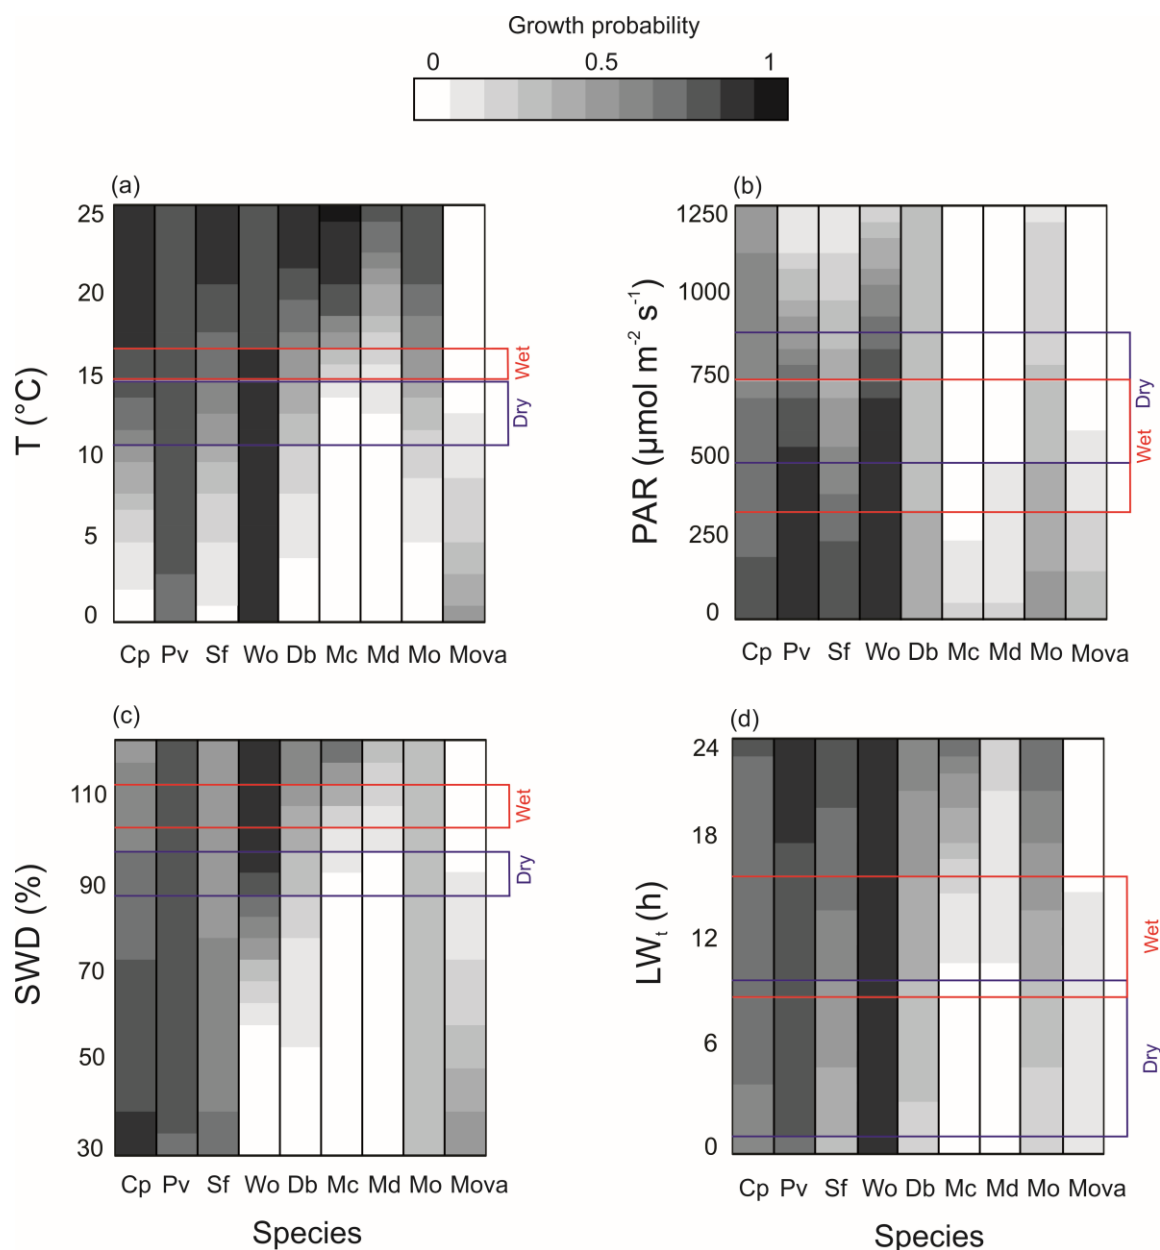 Growth probability
0 0.5 1
(a)
25
20
15
10
5
0
T (°C)
Wet
Dry
Cp Pv Sf Wo Db Mc Md Mo Mova
(b)
1250
1000
750
500
250
0
PAR (µmol m⁻² s⁻¹)
Dry
Wet
Cp Pv Sf Wo Db Mc Md Mo Mova
(c)
110
90
70
50
30
SWD (%)
Wet
Dry
Cp Pv Sf Wo Db Mc Md Mo Mova
Species
(d)
24
18
12
6
0
LWₜ (h)
Wet
Dry
Cp Pv Sf Wo Db Mc Md Mo Mova
Species